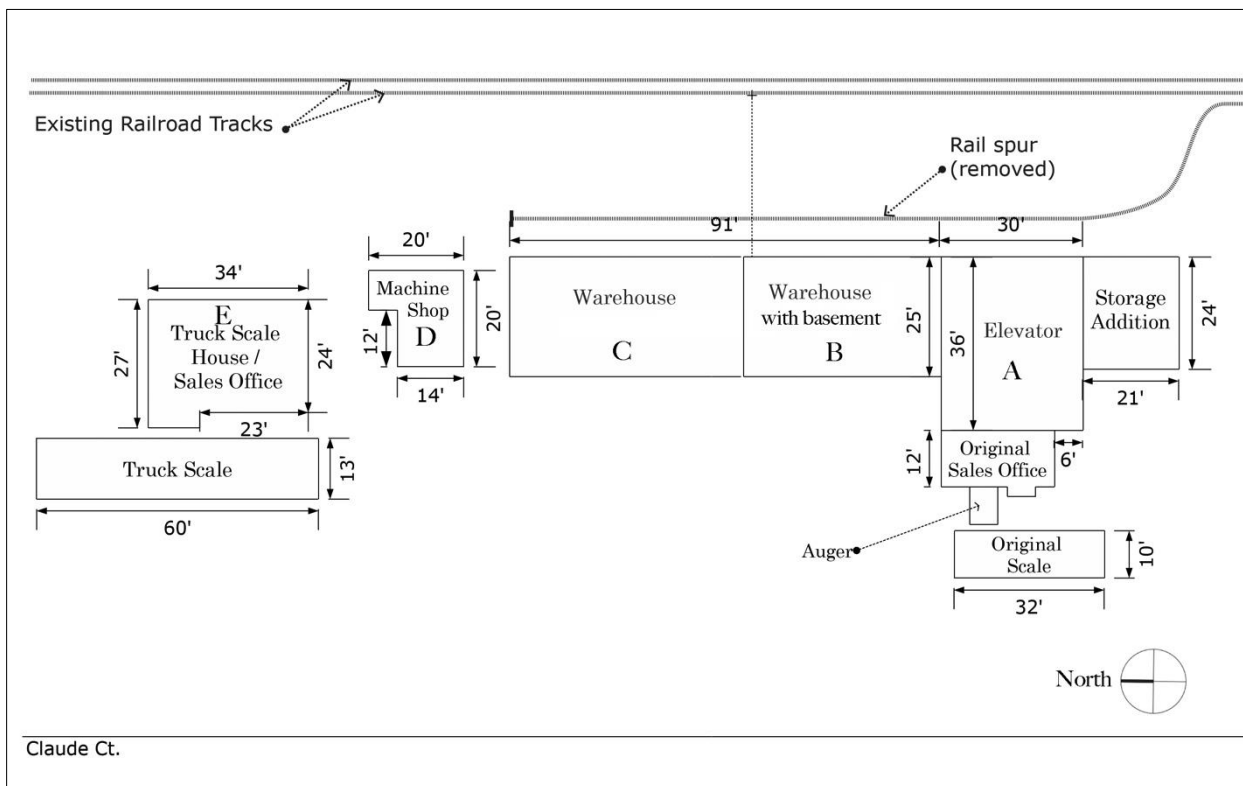 Existing Railroad Tracks
Rail spur
(removed)
91'
30'
20'
34'
E
Truck Scale
House /
Sales Office
27'
24'
23'
Machine
Shop
D
12'
20'
14'
Warehouse
C
Warehouse
with basement
B
25'
36'
Elevator
A
Storage
Addition
24'
21'
Truck Scale
13'
60'
12'
Original
Sales Office
6'
Auger
Original
Scale
10'
32'
North
Claude Ct.